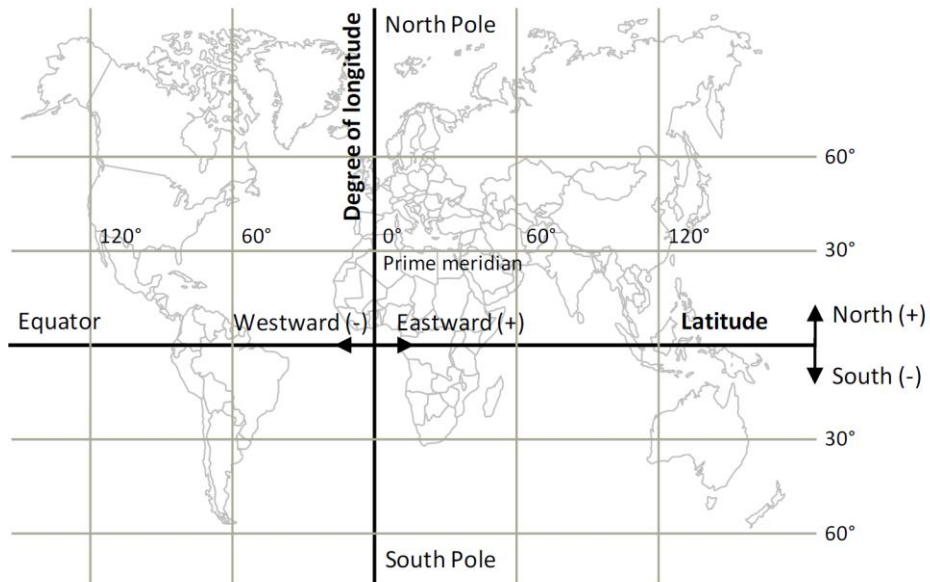 North Pole
Degree of longitude
60°
120°
60°
0°
60°
120°
30°
Prime meridian
Equator
Westward (-)
Eastward (+)
Latitude
North (+)
South (-)
30°
60°
South Pole